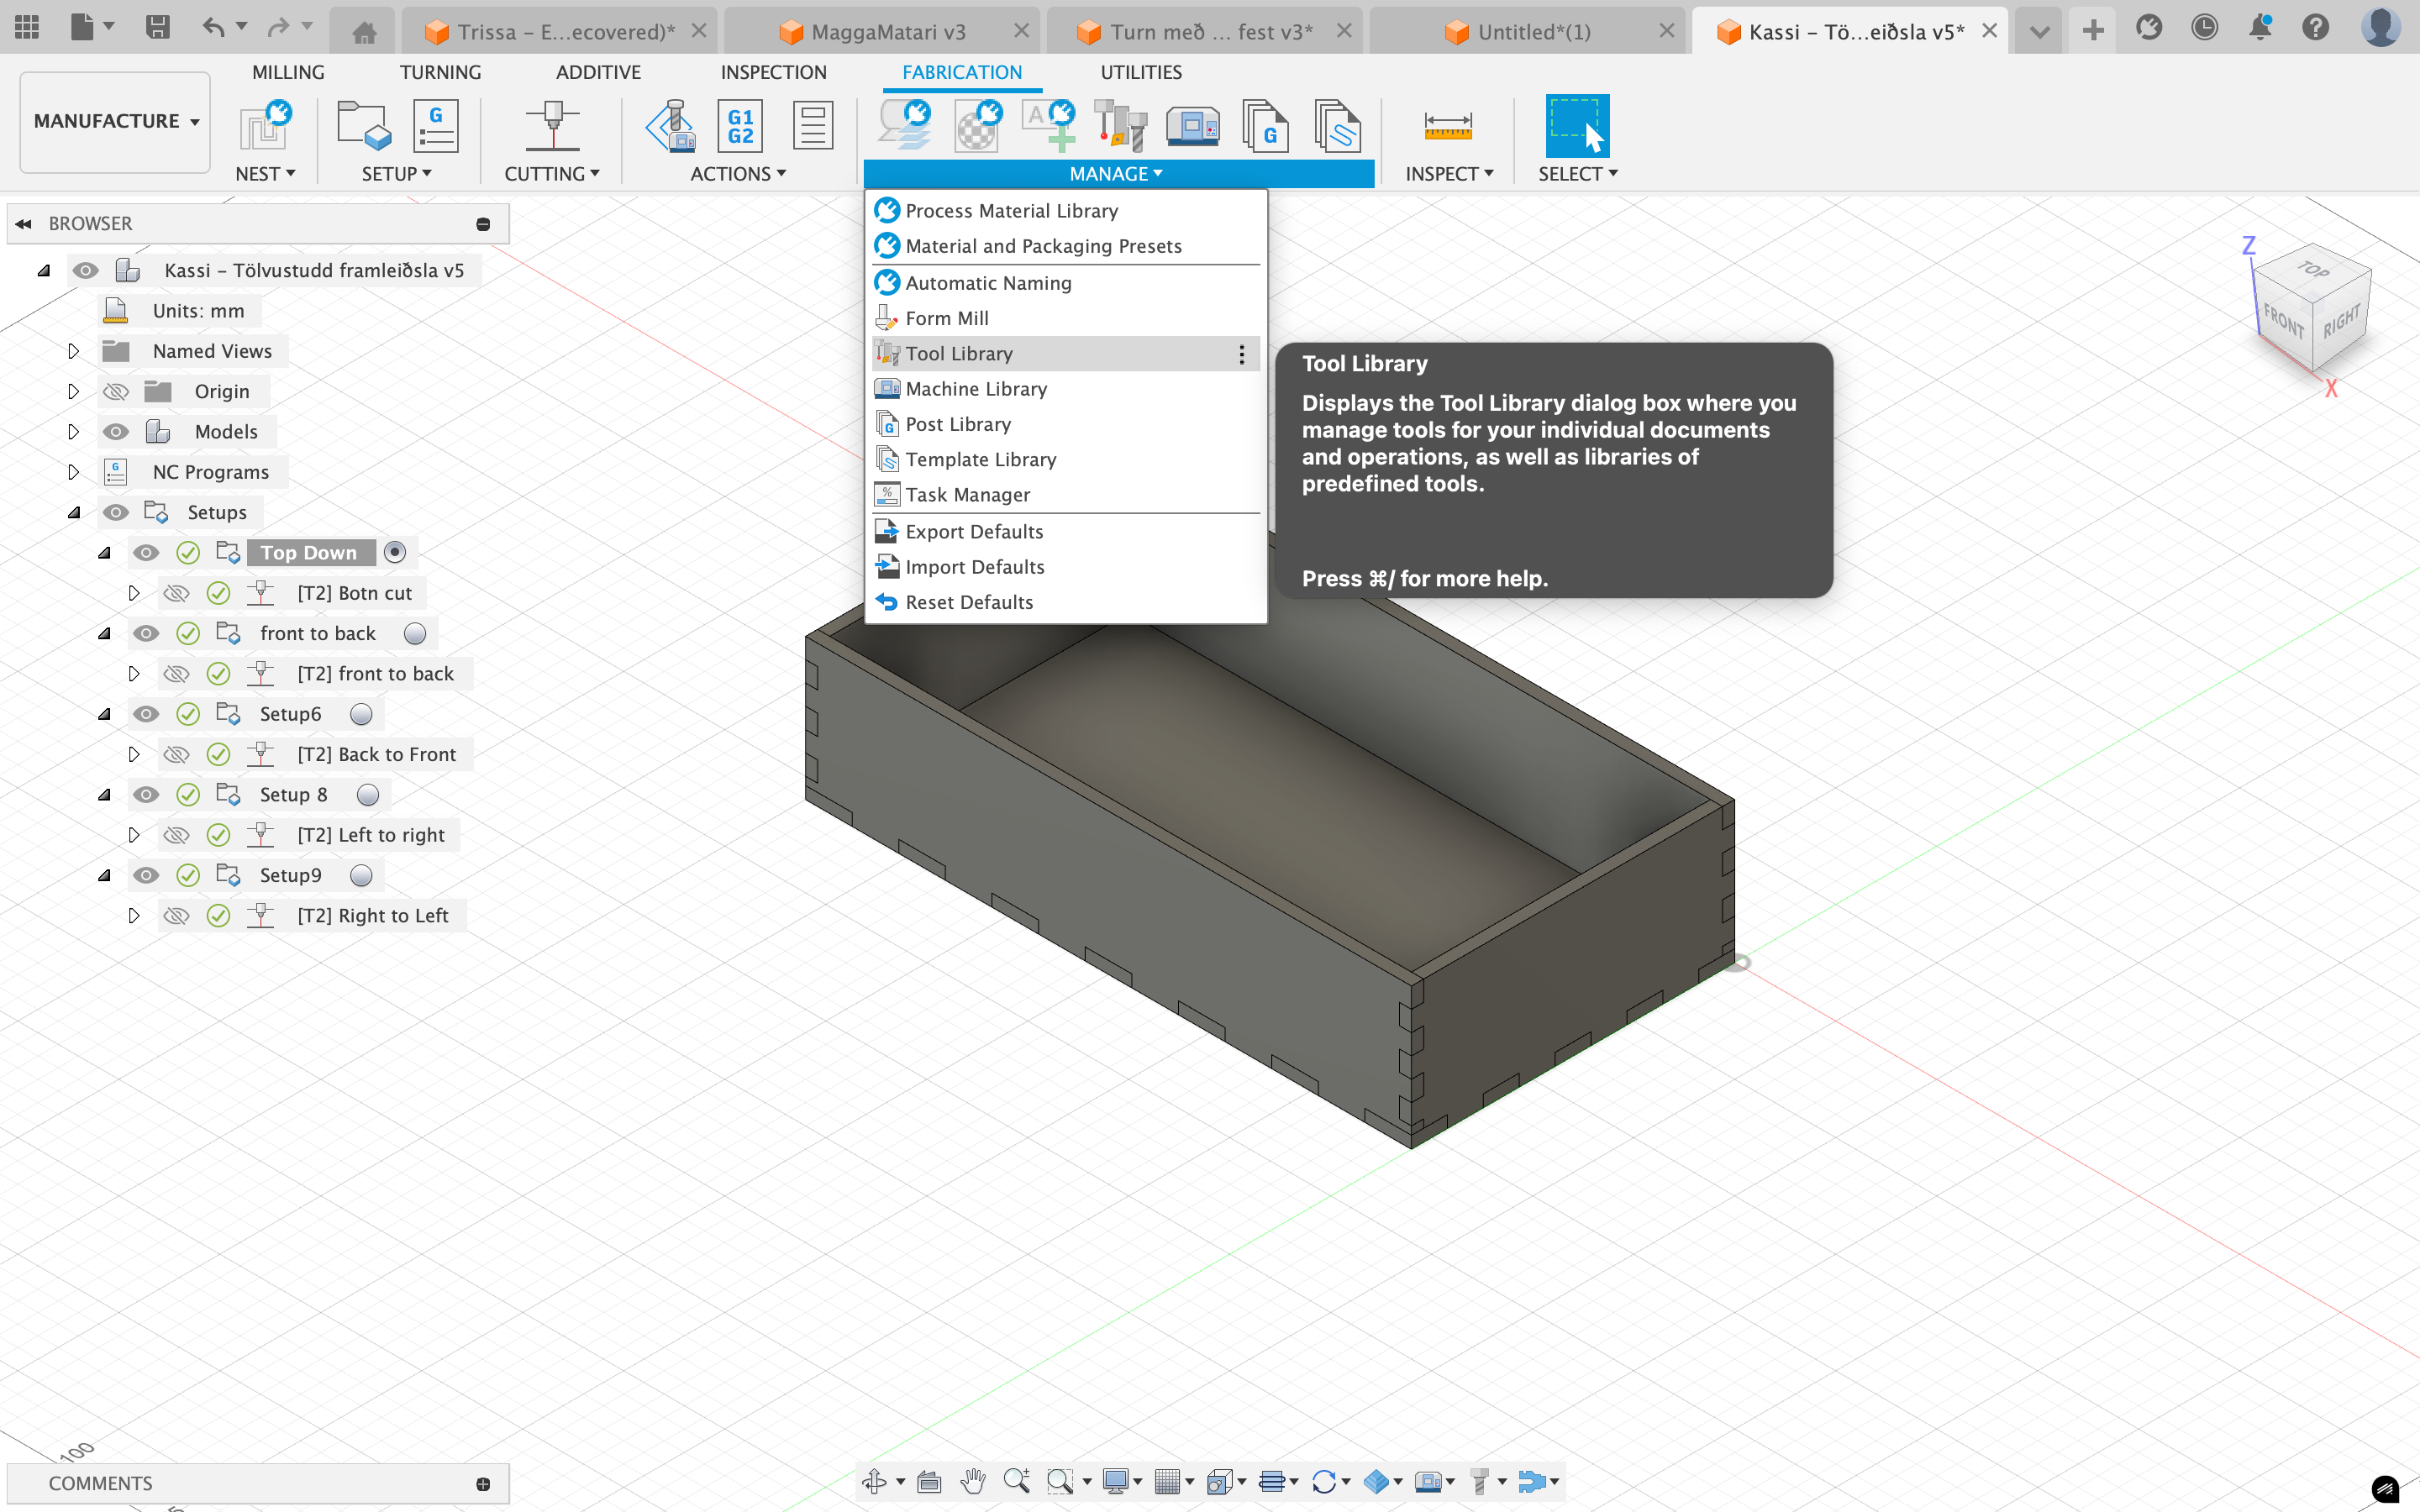 Trissa – E...ecovered)*
MaggaMatari v3
Turn með ... fest v3*
Untitled*(1)
Kassi – Tö...eiðsla v5*
MILLING
TURNING
ADDITIVE
INSPECTION
FABRICATION
UTILITIES
MANUFACTURE
G
G1
G2
A
G
NEST
SETUP
CUTTING
ACTIONS
MANAGE
INSPECT
SELECT
BROWSER
Kassi – Tölvustudd framleiðsla v5
Units: mm
Named Views
Origin
Models
NC Programs
Setups
Top Down
[T2] Botn cut
front to back
[T2] front to back
Setup6
[T2] Back to Front
Setup 8
[T2] Left to right
Setup9
[T2] Right to Left
Process Material Library
Material and Packaging Presets
Automatic Naming
Form Mill
Tool Library
Machine Library
Post Library
Template Library
Task Manager
Export Defaults
Import Defaults
Reset Defaults
Tool Library
Displays the Tool Library dialog box where you
manage tools for your individual documents
and operations, as well as libraries of
predefined tools.
Press ⌘/ for more help.
Z
TOP
FRONT
RIGHT
X
100
COMMENTS